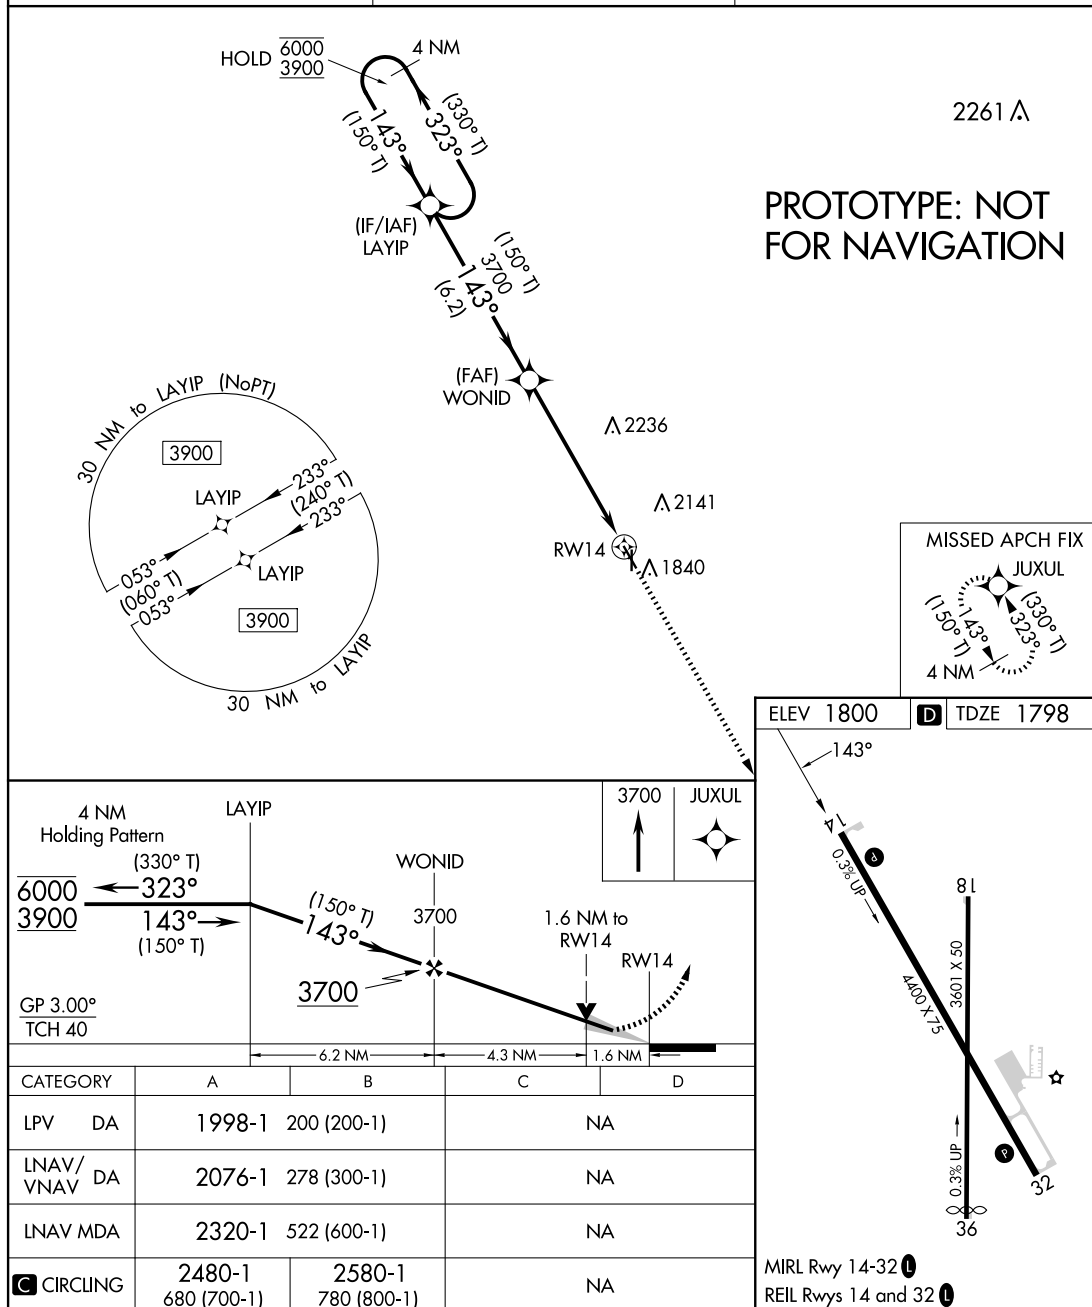 HOLD 6000 3900
4 NM
143°
(150° T)
(330° T)
323°
2261
PROTOTYPE: NOT
FOR NAVIGATION
(IF/IAF)
LAYIP
(150° T)
3700
143°
(6.2)
(FAF)
WONID
2236
2141
RW14
1840
30 NM to LAYIP (NoPT)
3900
LAYIP
233°
(240° T)
233°
053°
(060° T)
053°
LAYIP
3900
30 NM to LAYIP
MISSED APCH FIX
JUXUL
(330° T)
323°
143°
(150° T)
4 NM
ELEV 1800 D TDZE 1798
143°
14
P
0.3% UP
18
3601 X 50
4400 X 75
0.3% UP
P
32
36
MIRL Rwy 14-32 L
REIL Rwys 14 and 32 L
4 NM
Holding Pattern
LAYIP
(330° T)
6000 323°
3900 143°
(150° T)
WONID
(150° T)
143°
3700
3700
3700 JUXUL
1.6 NM to
RW14
RW14
GP 3.00°
TCH 40
6.2 NM 4.3 NM 1.6 NM
CATEGORY A B C D
LPV DA 1998-1 200 (200-1) NA
LNAV/
VNAV DA 2076-1 278 (300-1) NA
LNAV MDA 2320-1 522 (600-1) NA
C CIRCLING 2480-1 2580-1 NA
680 (700-1) 780 (800-1)